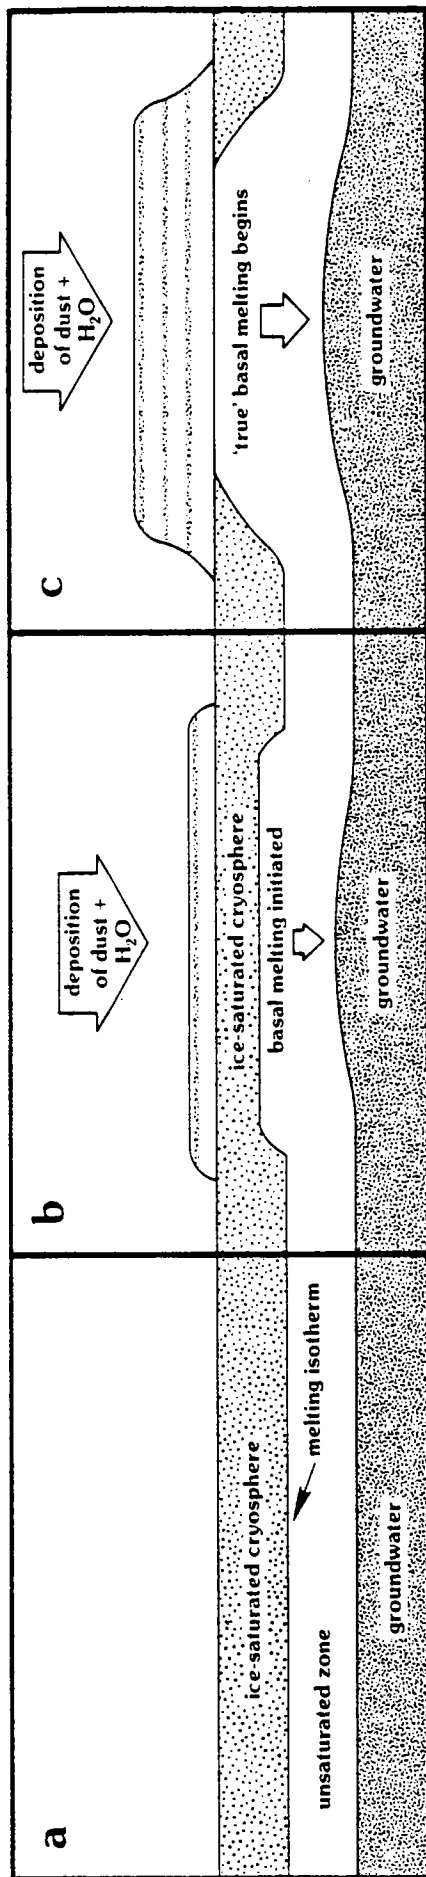 a
ice-saturated cryosphere
melting isotherm
unsaturated zone
groundwater
b
deposition
of dust +
H₂O
ice-saturated cryosphere
basal melting initiated
groundwater
c
deposition
of dust +
H₂O
'true' basal melting begins
groundwater